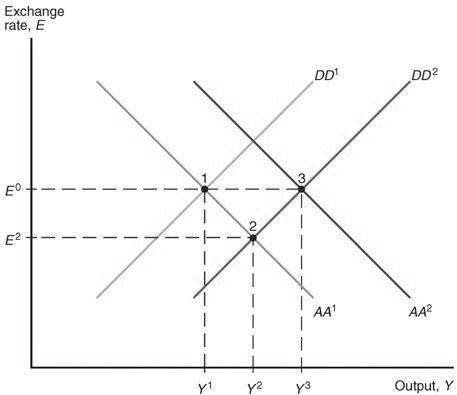 Exchange
rate, E
DD¹
DD²
1
3
E⁰
2
E²
AA¹
AA²
Y¹
Y²
Y³
Output, Y